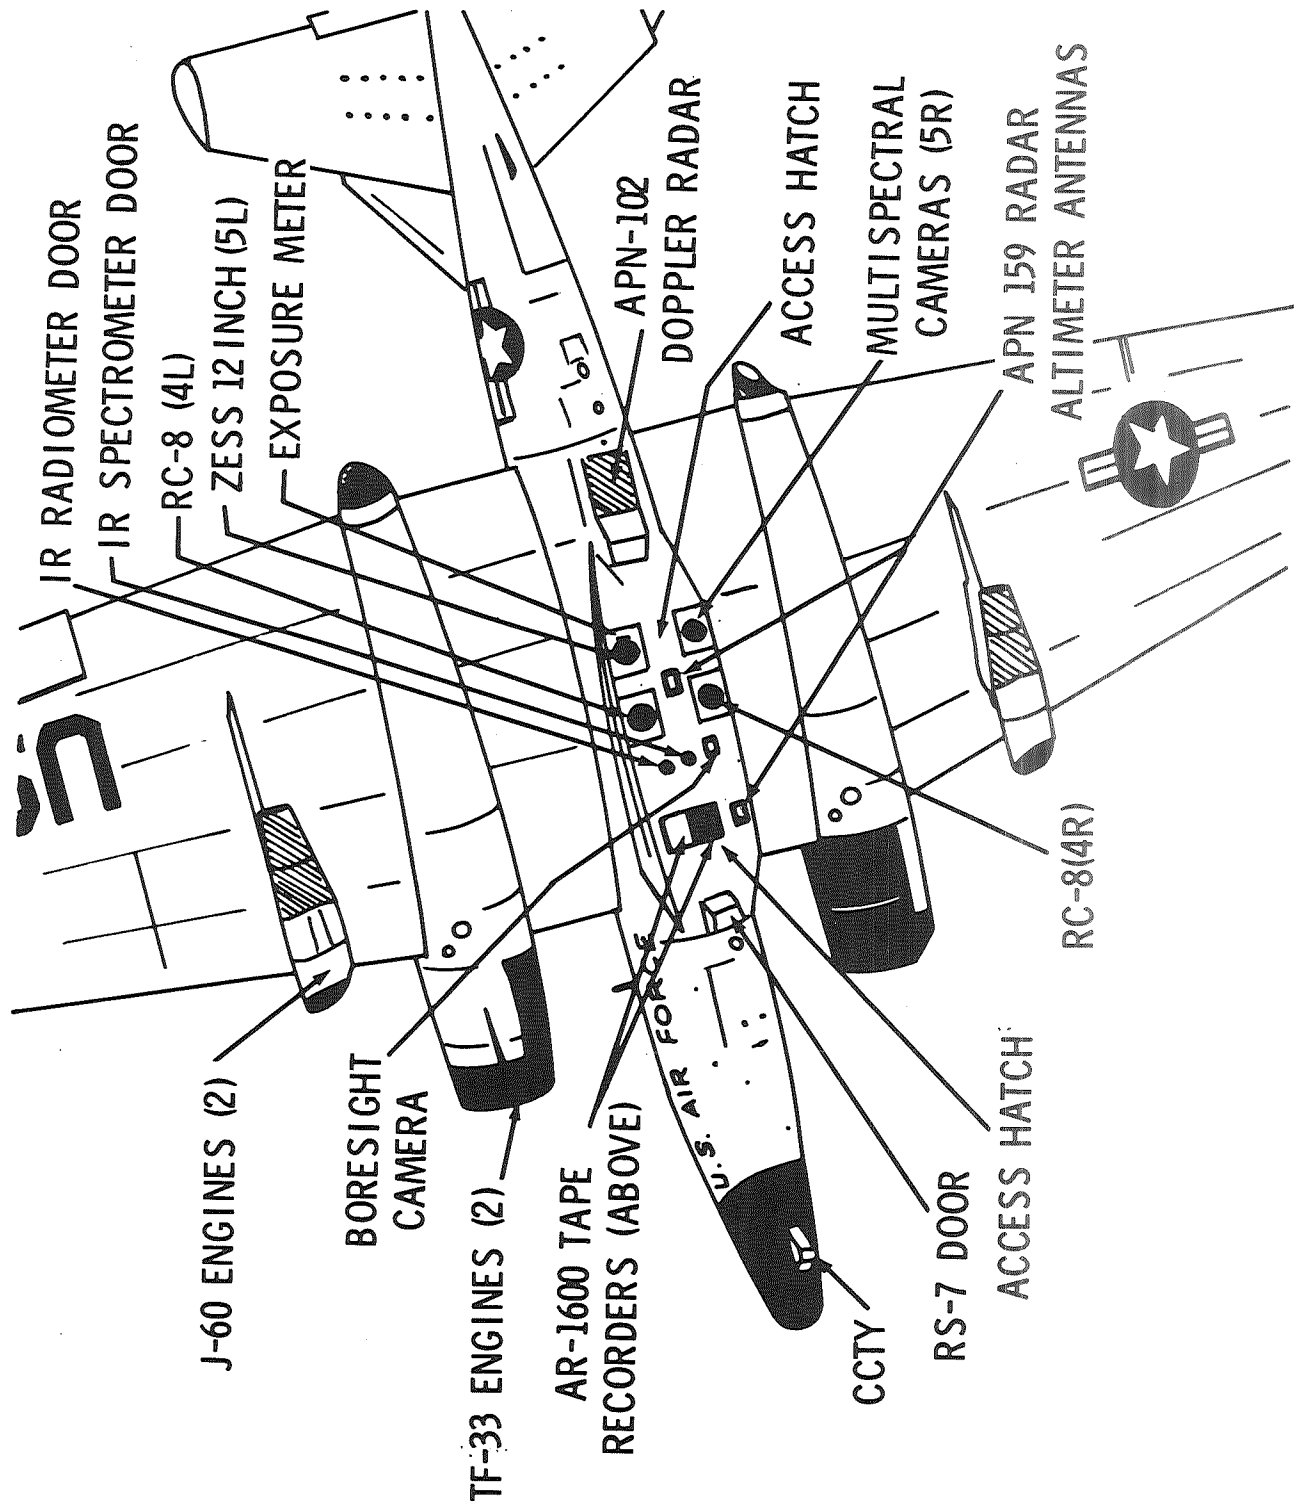 IR RADIOMETER DOOR
IR SPECTROMETER DOOR
RC-8 (4L)
ZESS 12 INCH (5L)
EXPOSURE METER
APN-102
DOPPLER RADAR
ACCESS HATCH
MULTISPECTRAL
CAMERAS (5R)
APN 159 RADAR
ALTIMETER ANTENNAS
J-60 ENGINES (2)
BORESIGHT
CAMERA
TF-33 ENGINES (2)
AR-1600 TAPE
RECORDERS (ABOVE)
CCTY
RS-7 DOOR
ACCESS HATCH
RC-8(4R)
U.S. AIR FORCE
U